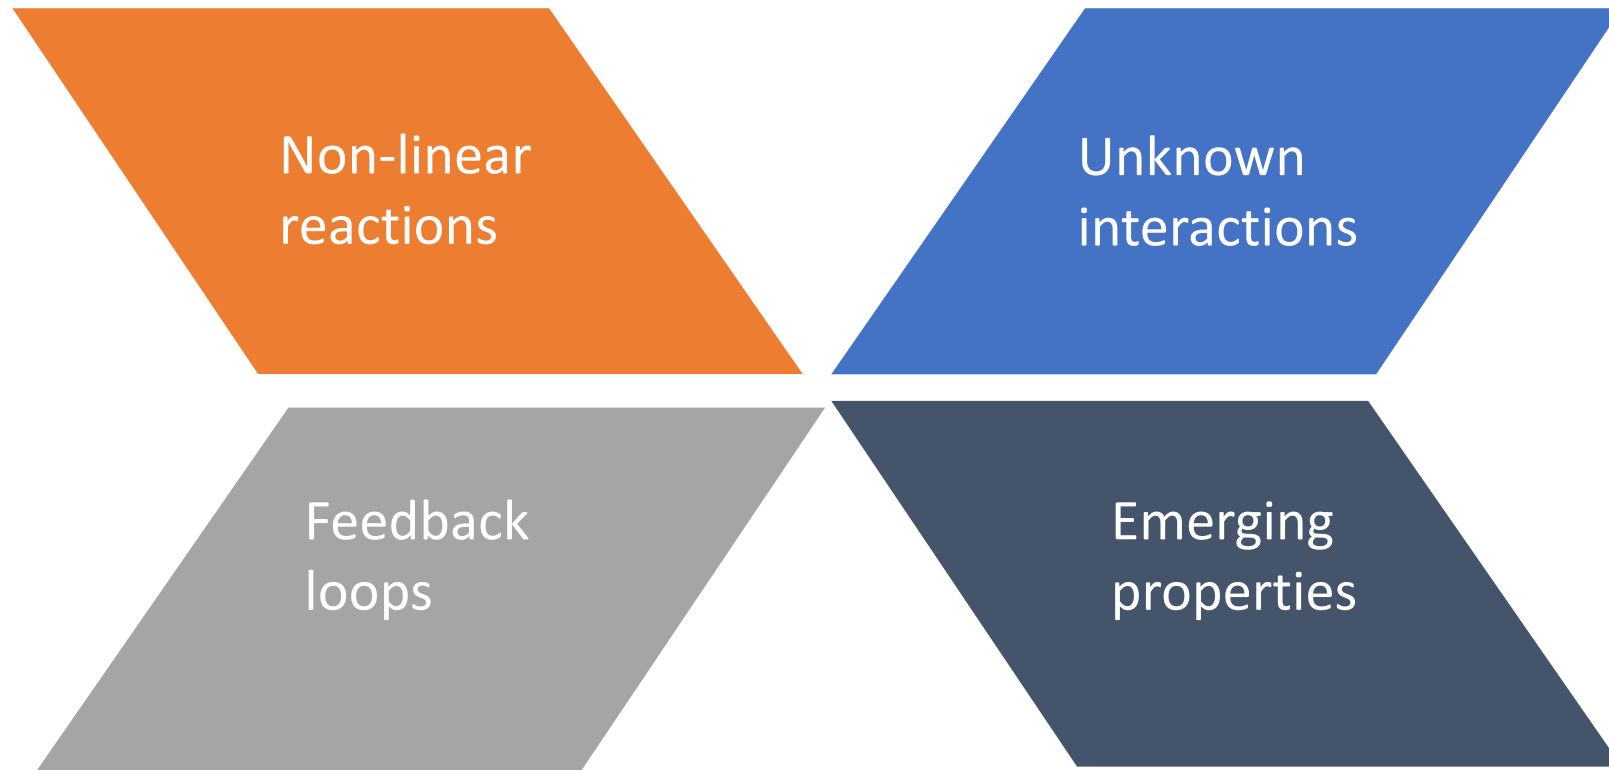 Non-linear
reactions
Unknown
interactions
Feedback
loops
Emerging
properties